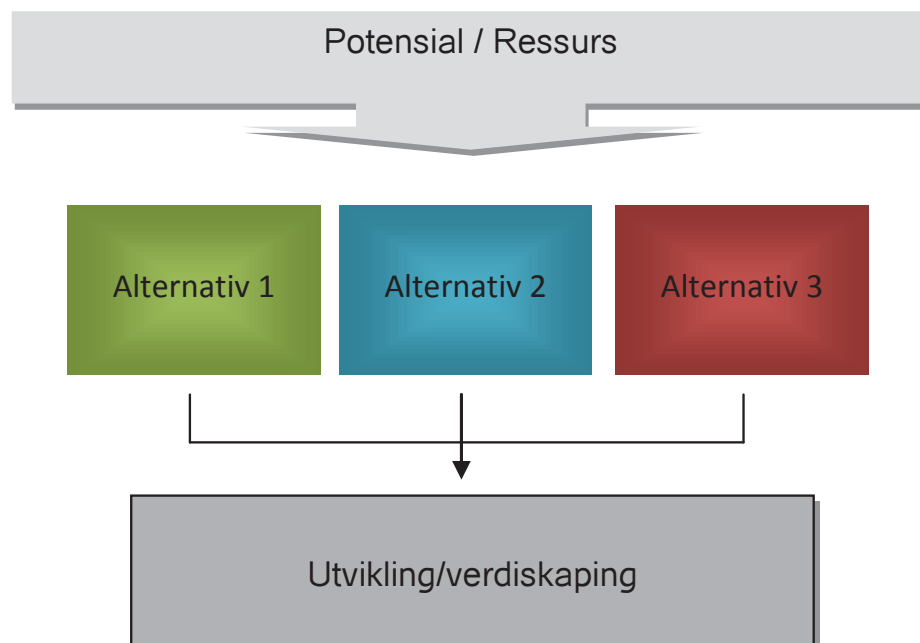 Potensial / Ressurs
Alternativ 1
Alternativ 2
Alternativ 3
Utvikling/verdiskaping